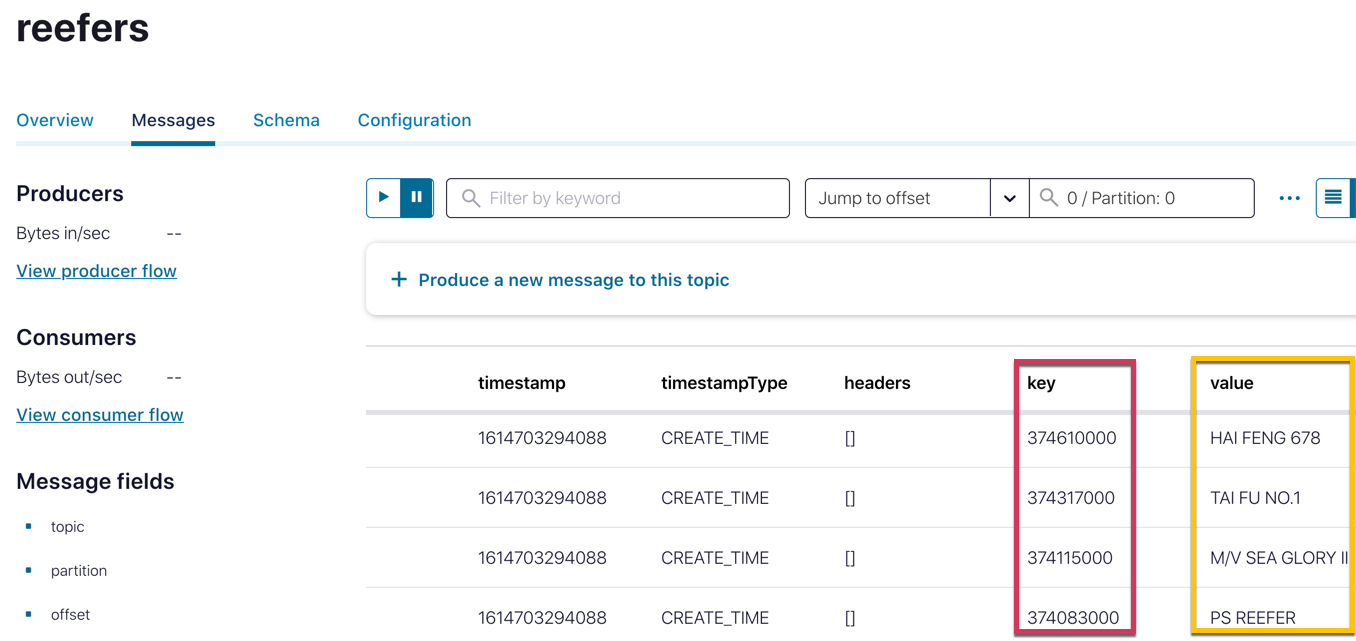 reefers
Overview Messages Schema Configuration
Producers
Bytes in/sec --
View producer flow
Consumers
Bytes out/sec --
View consumer flow
Message fields
topic
partition
offset
Filter by keyword Jump to offset 0 / Partition: 0
+ Produce a new message to this topic
timestamp timestampType headers key value
1614703294088 CREATE_TIME [] 374610000 HAI FENG 678
1614703294088 CREATE_TIME [] 374317000 TAI FU NO.1
1614703294088 CREATE_TIME [] 374115000 M/V SEA GLORY II
1614703294088 CREATE_TIME [] 374083000 PS REEFER